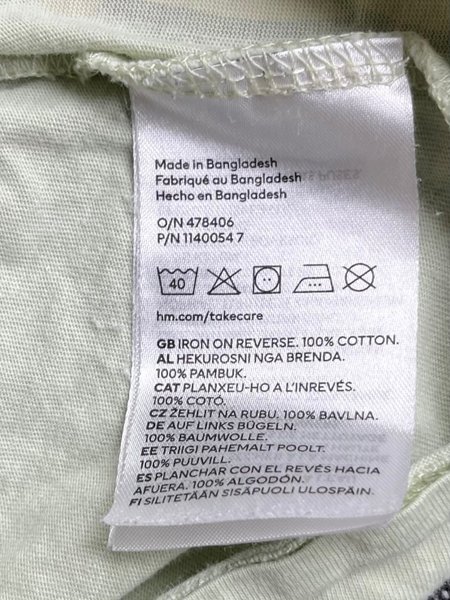 Made in Bangladesh
Fabriqué au Bangladesh
Hecho en Bangladesh
O/N 478406
P/N 1140054 7
40
hm.com/takecare
GB IRON ON REVERSE. 100% COTTON.
AL HEKUROSNI NGA BRENDA.
100% PAMBUK.
CAT PLANXEU-HO A L'INREVÉS.
100% COTÓ.
CZ ŽEHLIT NA RUBU. 100% BAVLNA.
DE AUF LINKS BÜGELN.
100% BAUMWOLLE.
EE TRIIGI PAHEMALT POOLT.
100% PUUVILL.
ES PLANCHAR CON EL REVÉS HACIA
AFUERA. 100% ALGODÓN.
FI SILITETÄÄN SISÄPUOLI ULOSPÄIN.